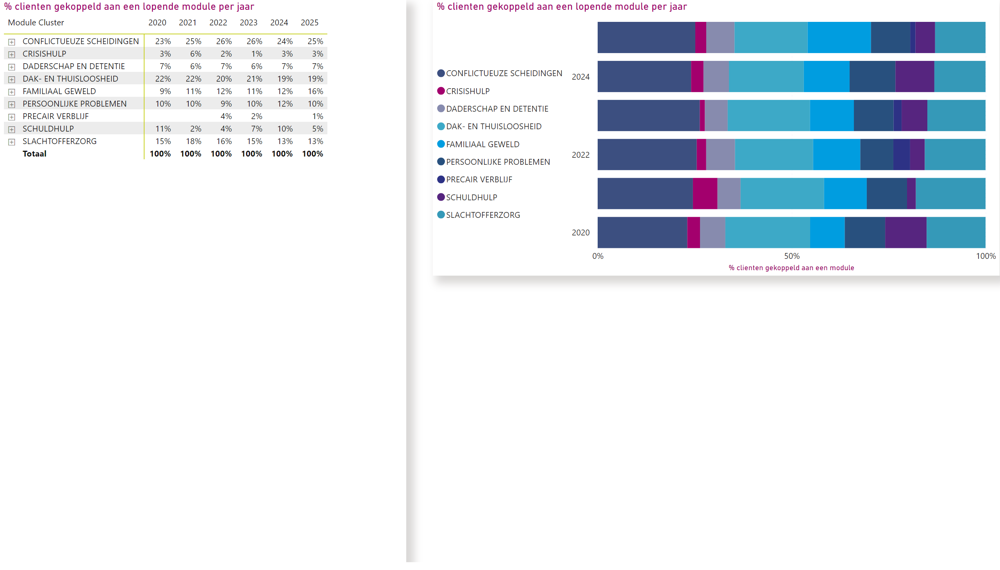 % clienten gekoppeld aan een lopende module per jaar
Module Cluster 2020 2021 2022 2023 2024 2025
CONFLICTUEUZE SCHEIDINGEN 23% 25% 26% 26% 24% 25%
CRISISHULP 3% 6% 2% 1% 3% 3%
DADERSCHAP EN DETENTIE 7% 6% 7% 6% 7% 7%
DAK- EN THUISLOOSHEID 22% 22% 20% 21% 19% 19%
FAMILIAAL GEWELD 9% 11% 12% 11% 12% 16%
PERSOONLIJKE PROBLEMEN 10% 10% 9% 10% 12% 10%
PRECAIR VERBLIJF 4% 2% 1%
SCHULDHULP 11% 2% 4% 7% 10% 5%
SLACHTOFFERZORG 15% 18% 16% 15% 13% 13%
Totaal 100% 100% 100% 100% 100% 100%
% clienten gekoppeld aan een lopende module per jaar
CONFLICTUEUZE SCHEIDINGEN
CRISISHULP
DADERSCHAP EN DETENTIE
DAK- EN THUISLOOSHEID
FAMILIAAL GEWELD
PERSOONLIJKE PROBLEMEN
PRECAIR VERBLIJF
SCHULDHULP
SLACHTOFFERZORG
2024
2022
2020
0% 50% 100%
% clienten gekoppeld aan een module